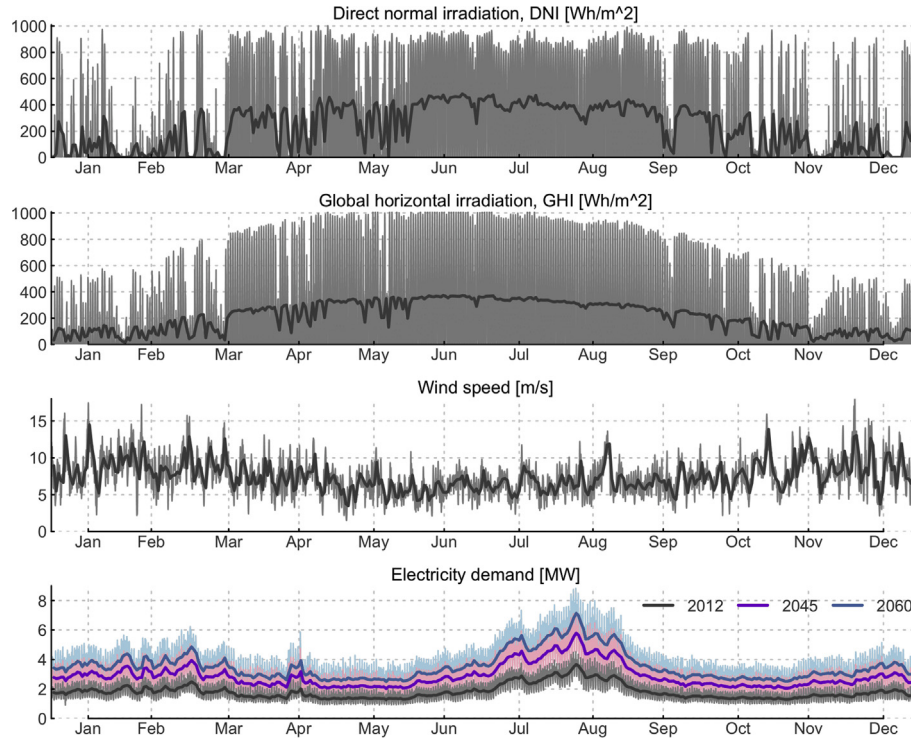 Direct normal irradiation, DNI [Wh/m^2]
1000
800
600
400
200
0
Jan Feb Mar Apr May Jun Jul Aug Sep Oct Nov Dec
Global horizontal irradiation, GHI [Wh/m^2]
1000
800
600
400
200
0
Jan Feb Mar Apr May Jun Jul Aug Sep Oct Nov Dec
Wind speed [m/s]
15
10
5
0
Jan Feb Mar Apr May Jun Jul Aug Sep Oct Nov Dec
Electricity demand [MW]
8
2012 2045 2060
6
4
2
0
Jan Feb Mar Apr May Jun Jul Aug Sep Oct Nov Dec